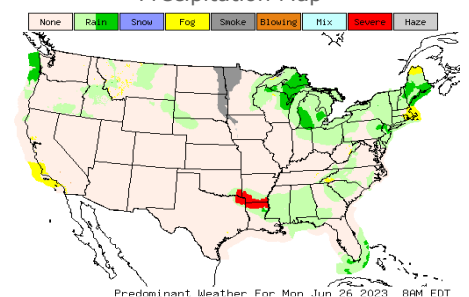 Precipitation Map
None Rain Snow Fog Smoke Blowing Mix Severe Haze
Predominant Weather For Mon Jun 26 2023 8AM EDT